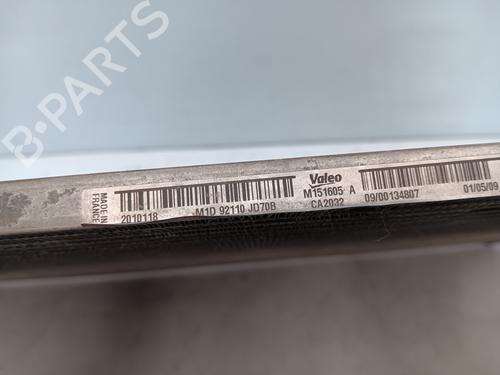 MADE IN
FRANCE
2010118
M1D 92110 JD70B
Valeo
M151605 A
CA2032
09/00134807
01/05/09
B-PARTS